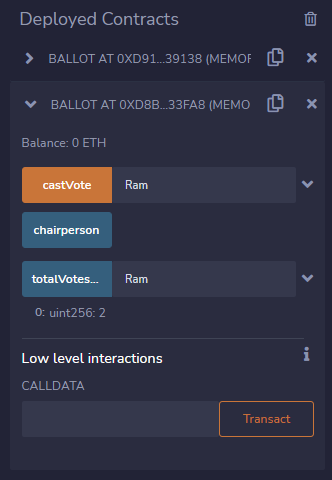 Deployed Contracts
BALLOT AT 0XD91...39138 (MEMOR
BALLOT AT 0XD8B...33FA8 (MEMO
Balance: 0 ETH
castVote Ram
chairperson
totalVotes... Ram
0: uint256: 2
Low level interactions
CALLDATA
Transact